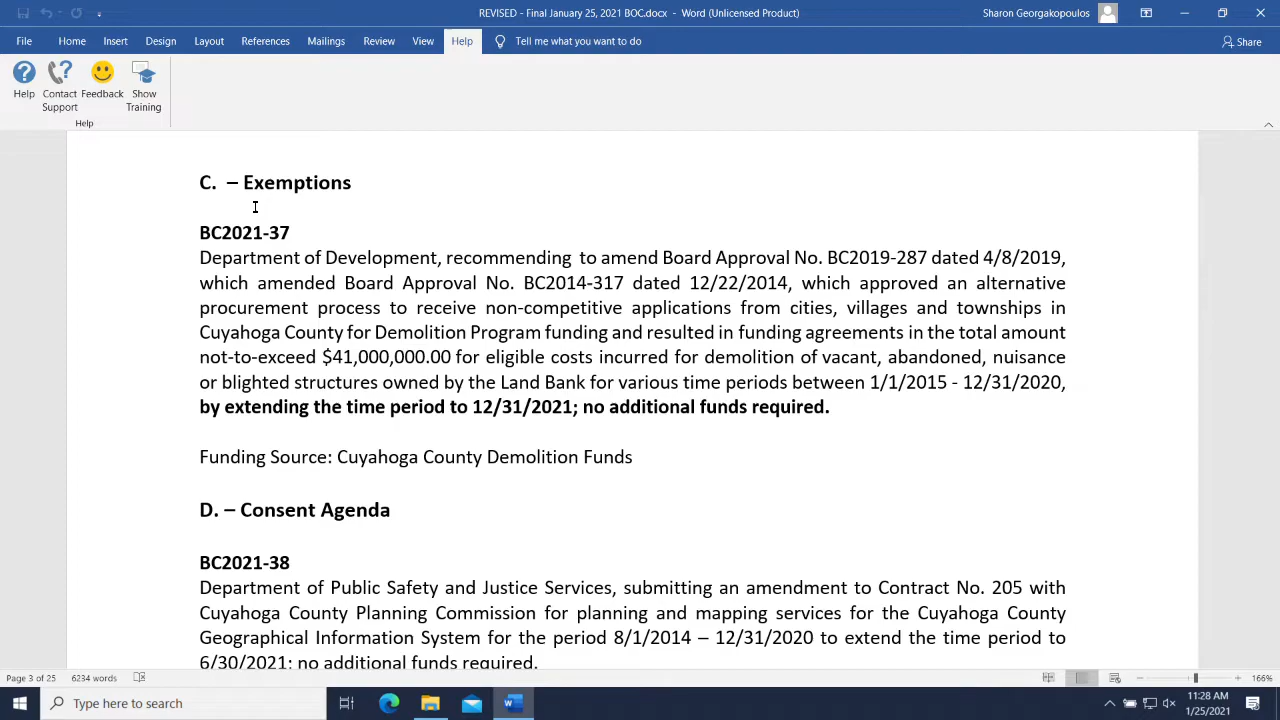 REVISED - Final January 25, 2021 BOC.docx - Word (Unlicensed Product)
Sharon Georgakopoulos
File Home Insert Design Layout References Mailings Review View Help Tell me what you want to do Share
Help Contact Support Feedback Show Training
Help
C. – Exemptions
BC2021-37
Department of Development, recommending to amend Board Approval No. BC2019-287 dated 4/8/2019,
which amended Board Approval No. BC2014-317 dated 12/22/2014, which approved an alternative
procurement process to receive non-competitive applications from cities, villages and townships in
Cuyahoga County for Demolition Program funding and resulted in funding agreements in the total amount
not-to-exceed $41,000,000.00 for eligible costs incurred for demolition of vacant, abandoned, nuisance
or blighted structures owned by the Land Bank for various time periods between 1/1/2015 - 12/31/2020,
by extending the time period to 12/31/2021; no additional funds required.
Funding Source: Cuyahoga County Demolition Funds
D. – Consent Agenda
BC2021-38
Department of Public Safety and Justice Services, submitting an amendment to Contract No. 205 with
Cuyahoga County Planning Commission for planning and mapping services for the Cuyahoga County
Geographical Information System for the period 8/1/2014 – 12/31/2020 to extend the time period to
6/30/2021; no additional funds required.
Page 3 of 25 6234 words 166%
Type here to search
11:28 AM
1/25/2021